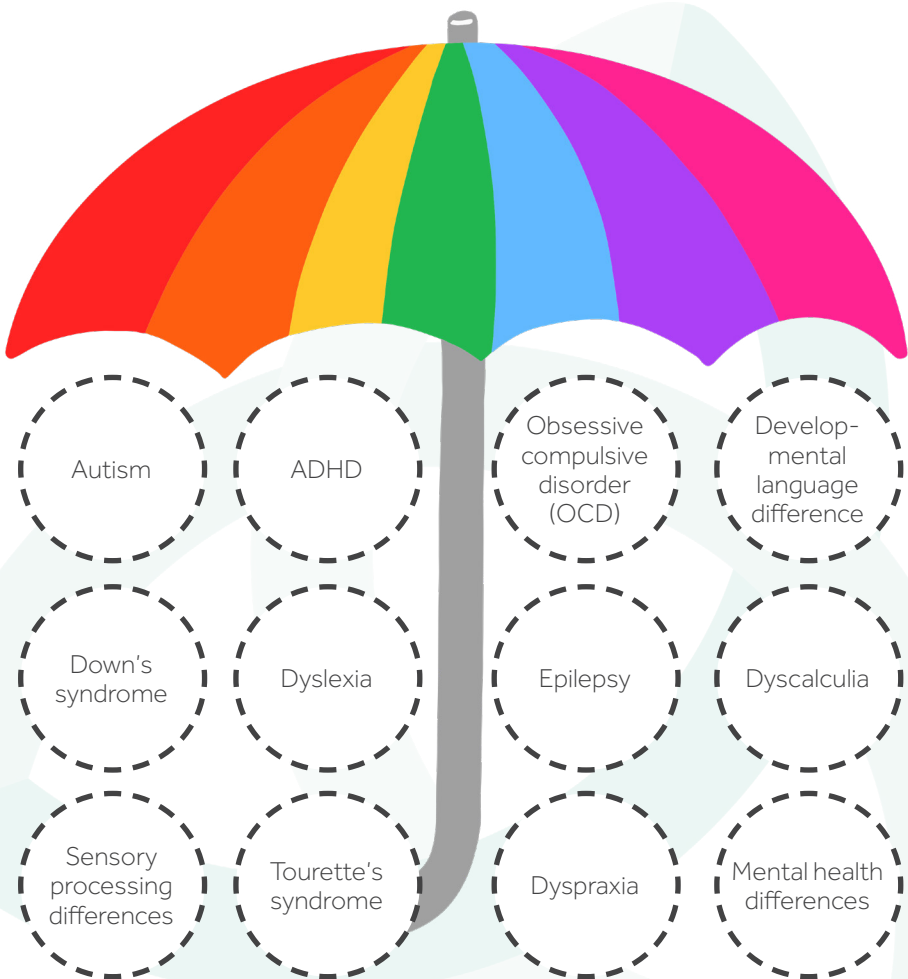 Autism
ADHD
Obsessive
compulsive
disorder
(OCD)
Develop-
mental
language
difference
Down's
syndrome
Dyslexia
Epilepsy
Dyscalculia
Sensory
processing
differences
Tourette's
syndrome
Dyspraxia
Mental health
differences